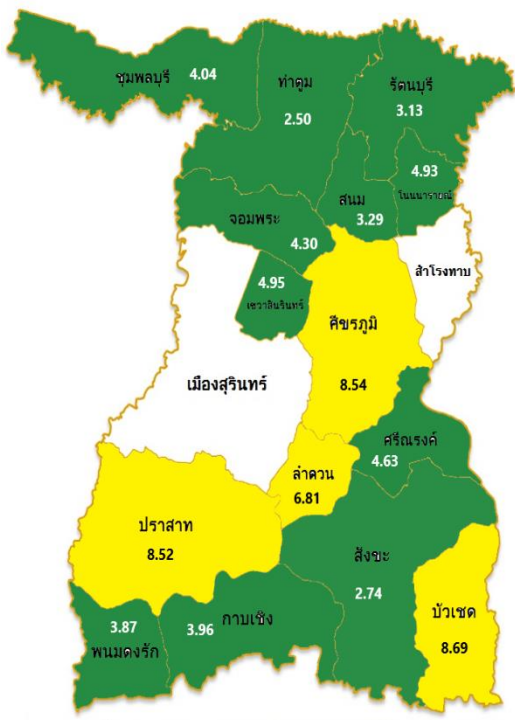 ชุมพลบุรี 4.04
ท่าตูม
2.50
รัตนบุรี
3.13
4.93
โนนนารายณ์
สนม
3.29
จอมพระ
4.30
สำโรงทาบ
4.95
เขวาสินรินทร์
ศีขรภูมิ
8.54
เมืองสุรินทร์
ศรีณรงค์
4.63
ลำดวน
6.81
ปราสาท
8.52
สังขะ
2.74
บัวเชด
8.69
3.87
พนมดงรัก
กาบเชิง
3.96